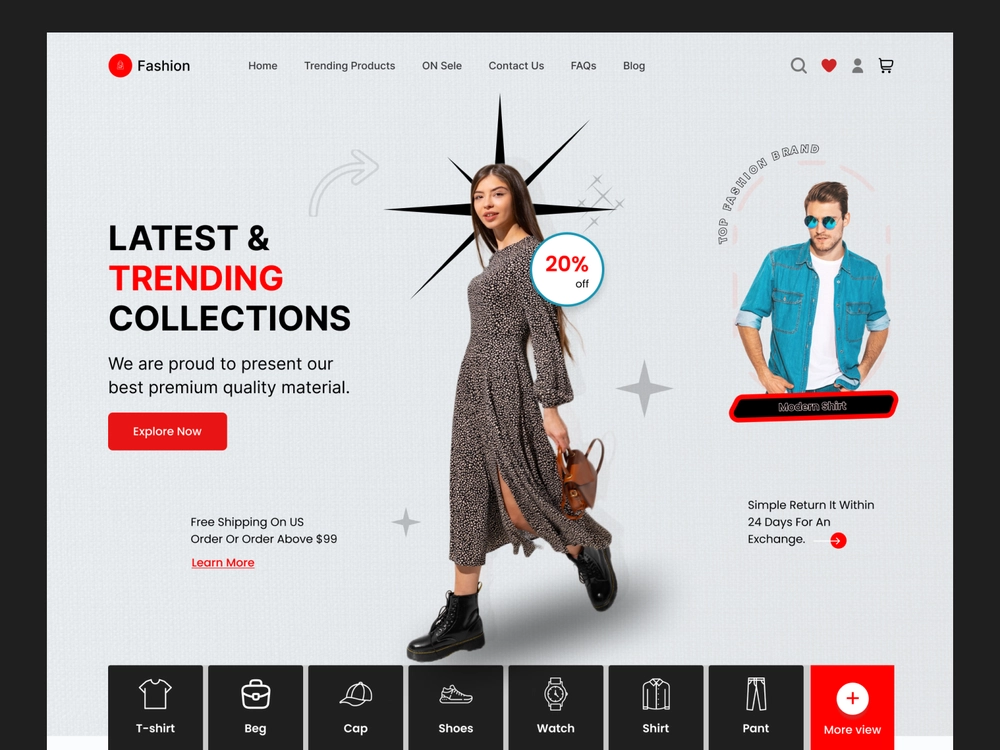 Fashion
Home
Trending Products
ON Sele
Contact Us
FAQs
Blog
TOP FASHION BRAND
LATEST &
TRENDING
COLLECTIONS
20%
off
We are proud to present our
best premium quality material.
Explore Now
Modern Shirt
Free Shipping On US
Order Or Order Above $99
Learn More
Simple Return It Within
24 Days For An
Exchange.
T-shirt
Beg
Cap
Shoes
Watch
Shirt
Pant
More view